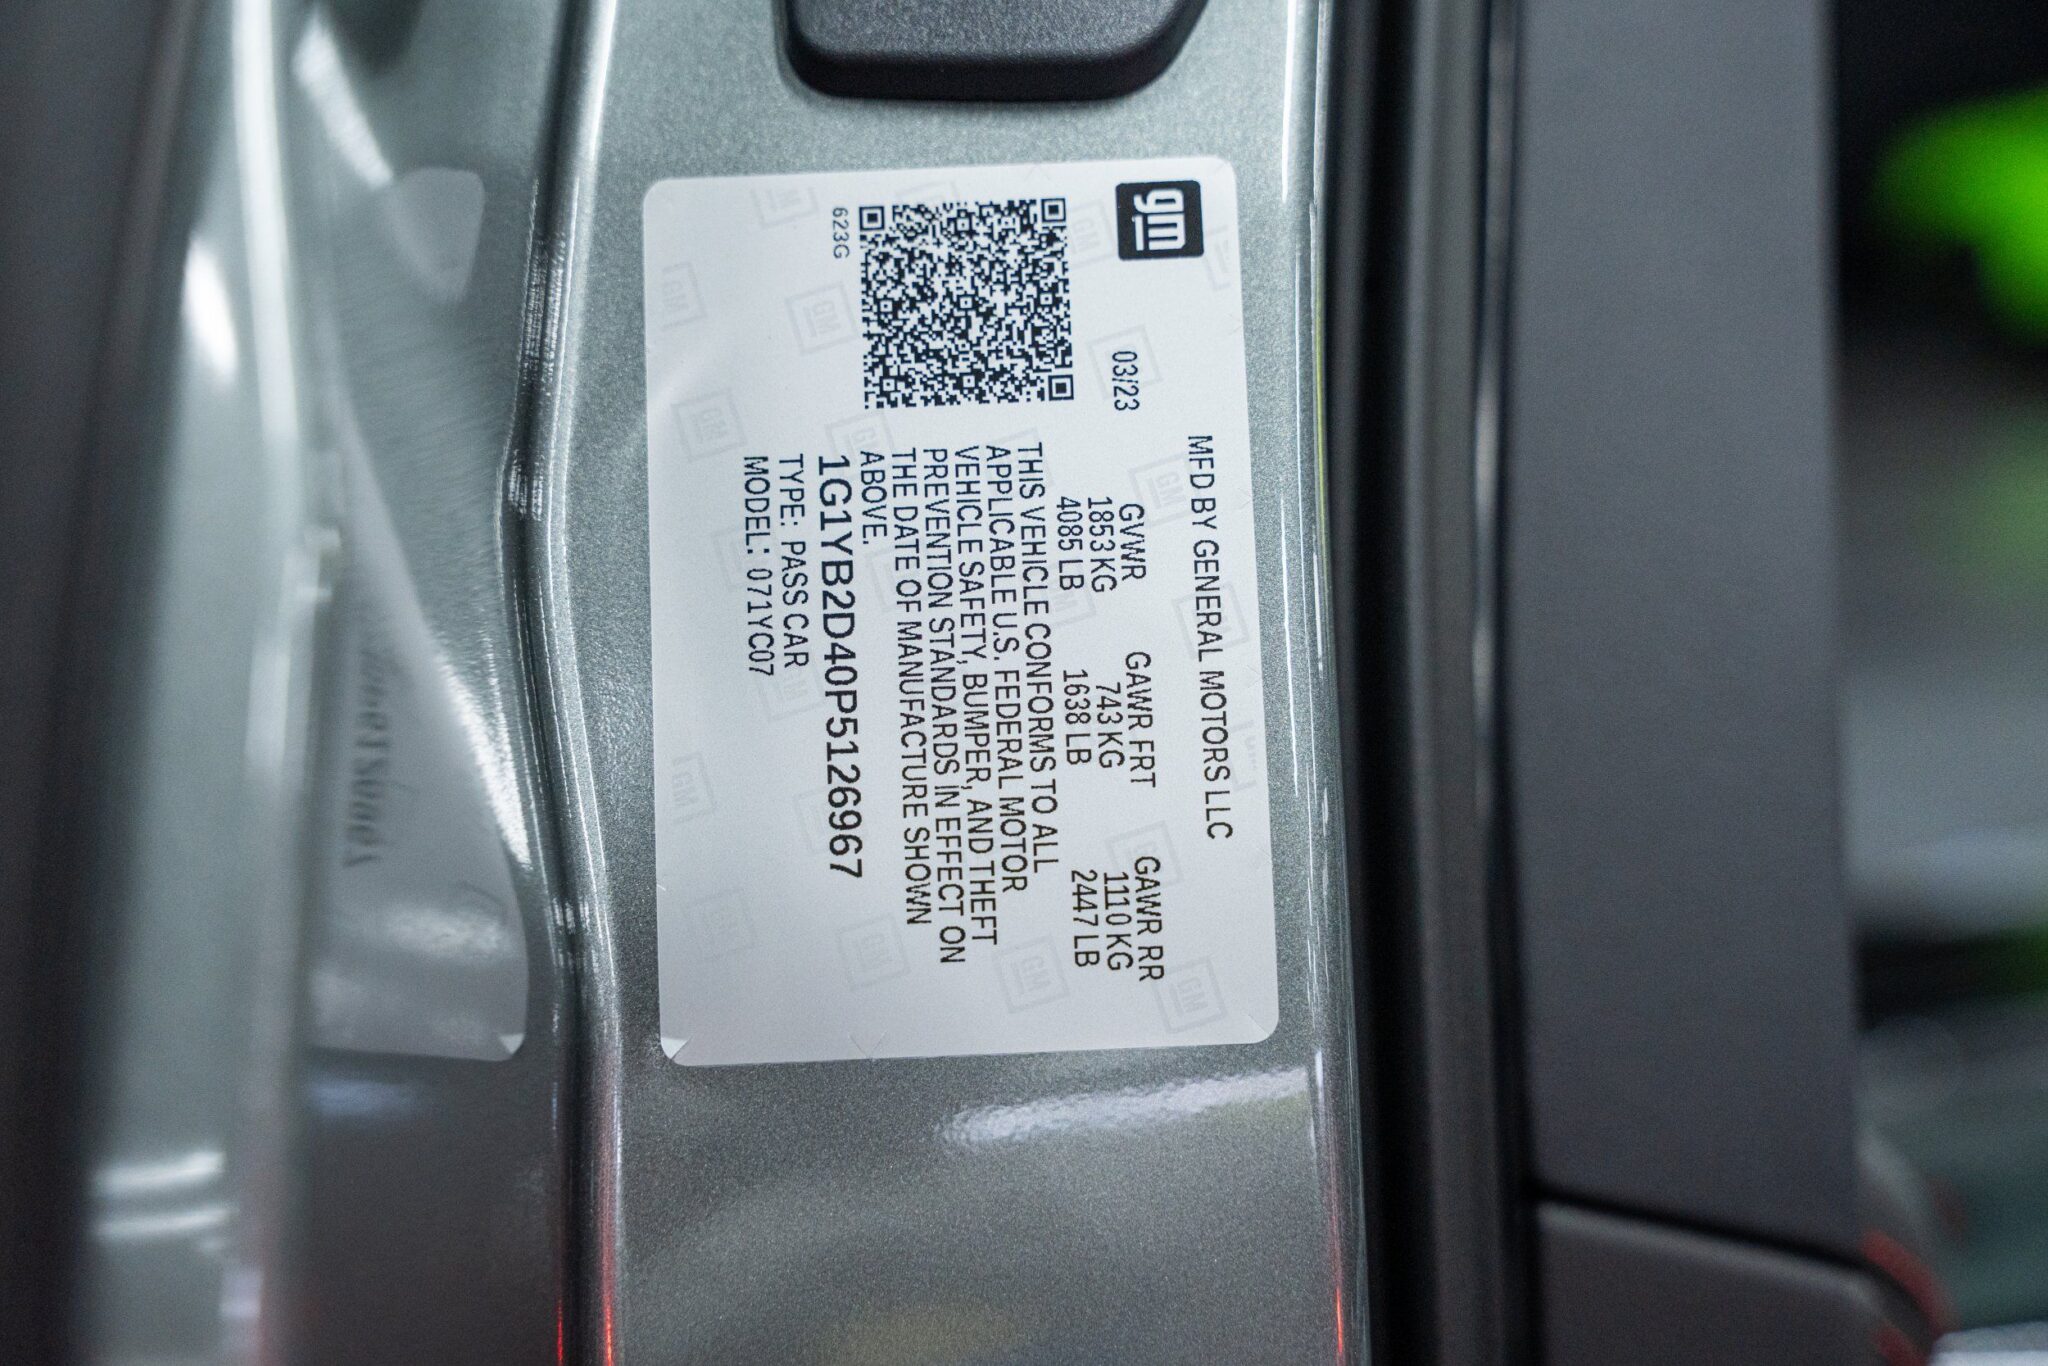 gm
MFD BY GENERAL MOTORS LLC
03/23
GVWR GAWR FRT GAWR RR
1853 KG 743 KG 1110 KG
4085 LB 1638 LB 2447 LB
THIS VEHICLE CONFORMS TO ALL
APPLICABLE U.S. FEDERAL MOTOR
VEHICLE SAFETY, BUMPER, AND THEFT
PREVENTION STANDARDS IN EFFECT ON
THE DATE OF MANUFACTURE SHOWN
ABOVE.
1G1YB2D40P5126967
TYPE: PASS CAR
MODEL: 071YC07
623G